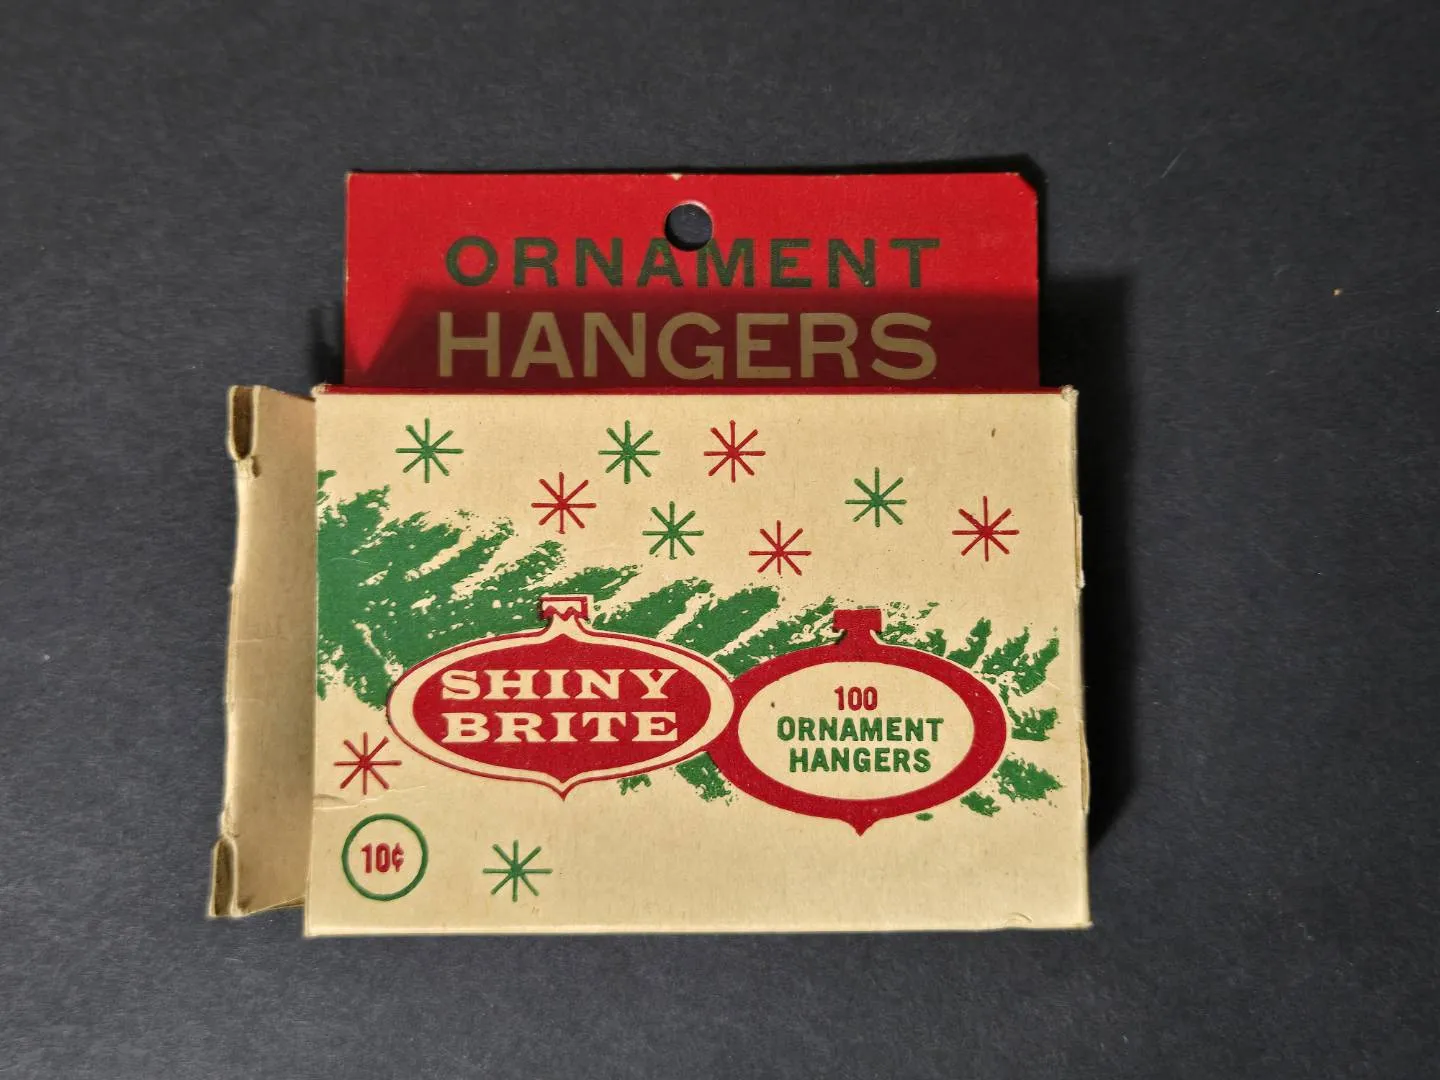 ORNAMENT
HANGERS
SHINY
BRITE
100
ORNAMENT
HANGERS
10¢